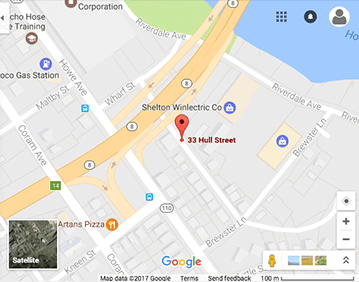 Corporation
Riverdale Ave
cho Hose
e Training
oco Gas Station
Howe Ave
Maltby St
Wharf St
8
Shelton Winlectric Co
Riverdale Ave
33 Hull Street
Brewster Ln
Coram Ave
8
8
14
110
Artans Pizza
Kneen St
Coram Ave
Brewster Ln
Satellite
Google
Map data ©2017 Google Terms Send feedback 100 m